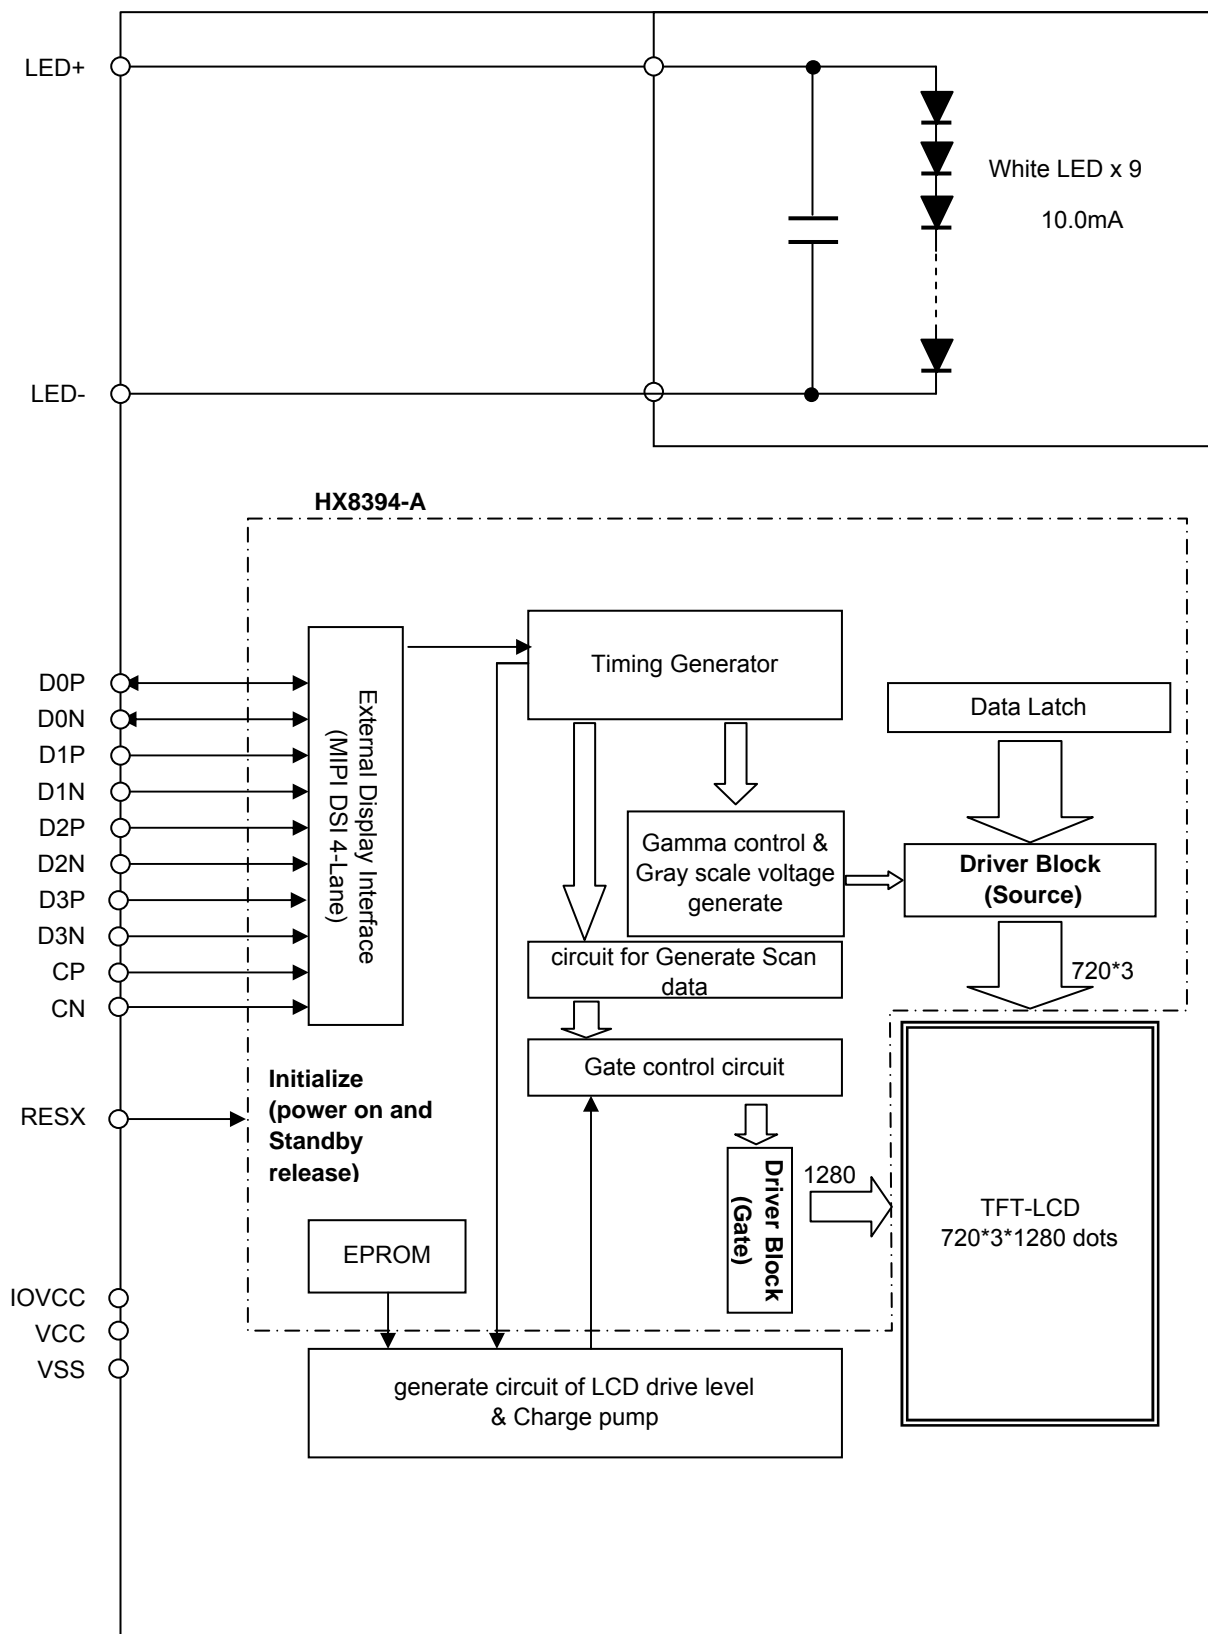 LED+
White LED x 9
10.0mA
LED-
HX8394-A
D0P
D0N
D1P
D1N
D2P
D2N
D3P
D3N
CP
CN
External Display Interface
(MIPI DSI 4-Lane)
Timing Generator
Data Latch
Gamma control &
Gray scale voltage
generate
Driver Block
(Source)
720*3
circuit for Generate Scan
data
Gate control circuit
RESX
Initialize
(power on and
Standby
release)
Driver Block
(Gate)
1280
TFT-LCD
720*3*1280 dots
EPROM
IOVCC
VCC
VSS
generate circuit of LCD drive level
& Charge pump